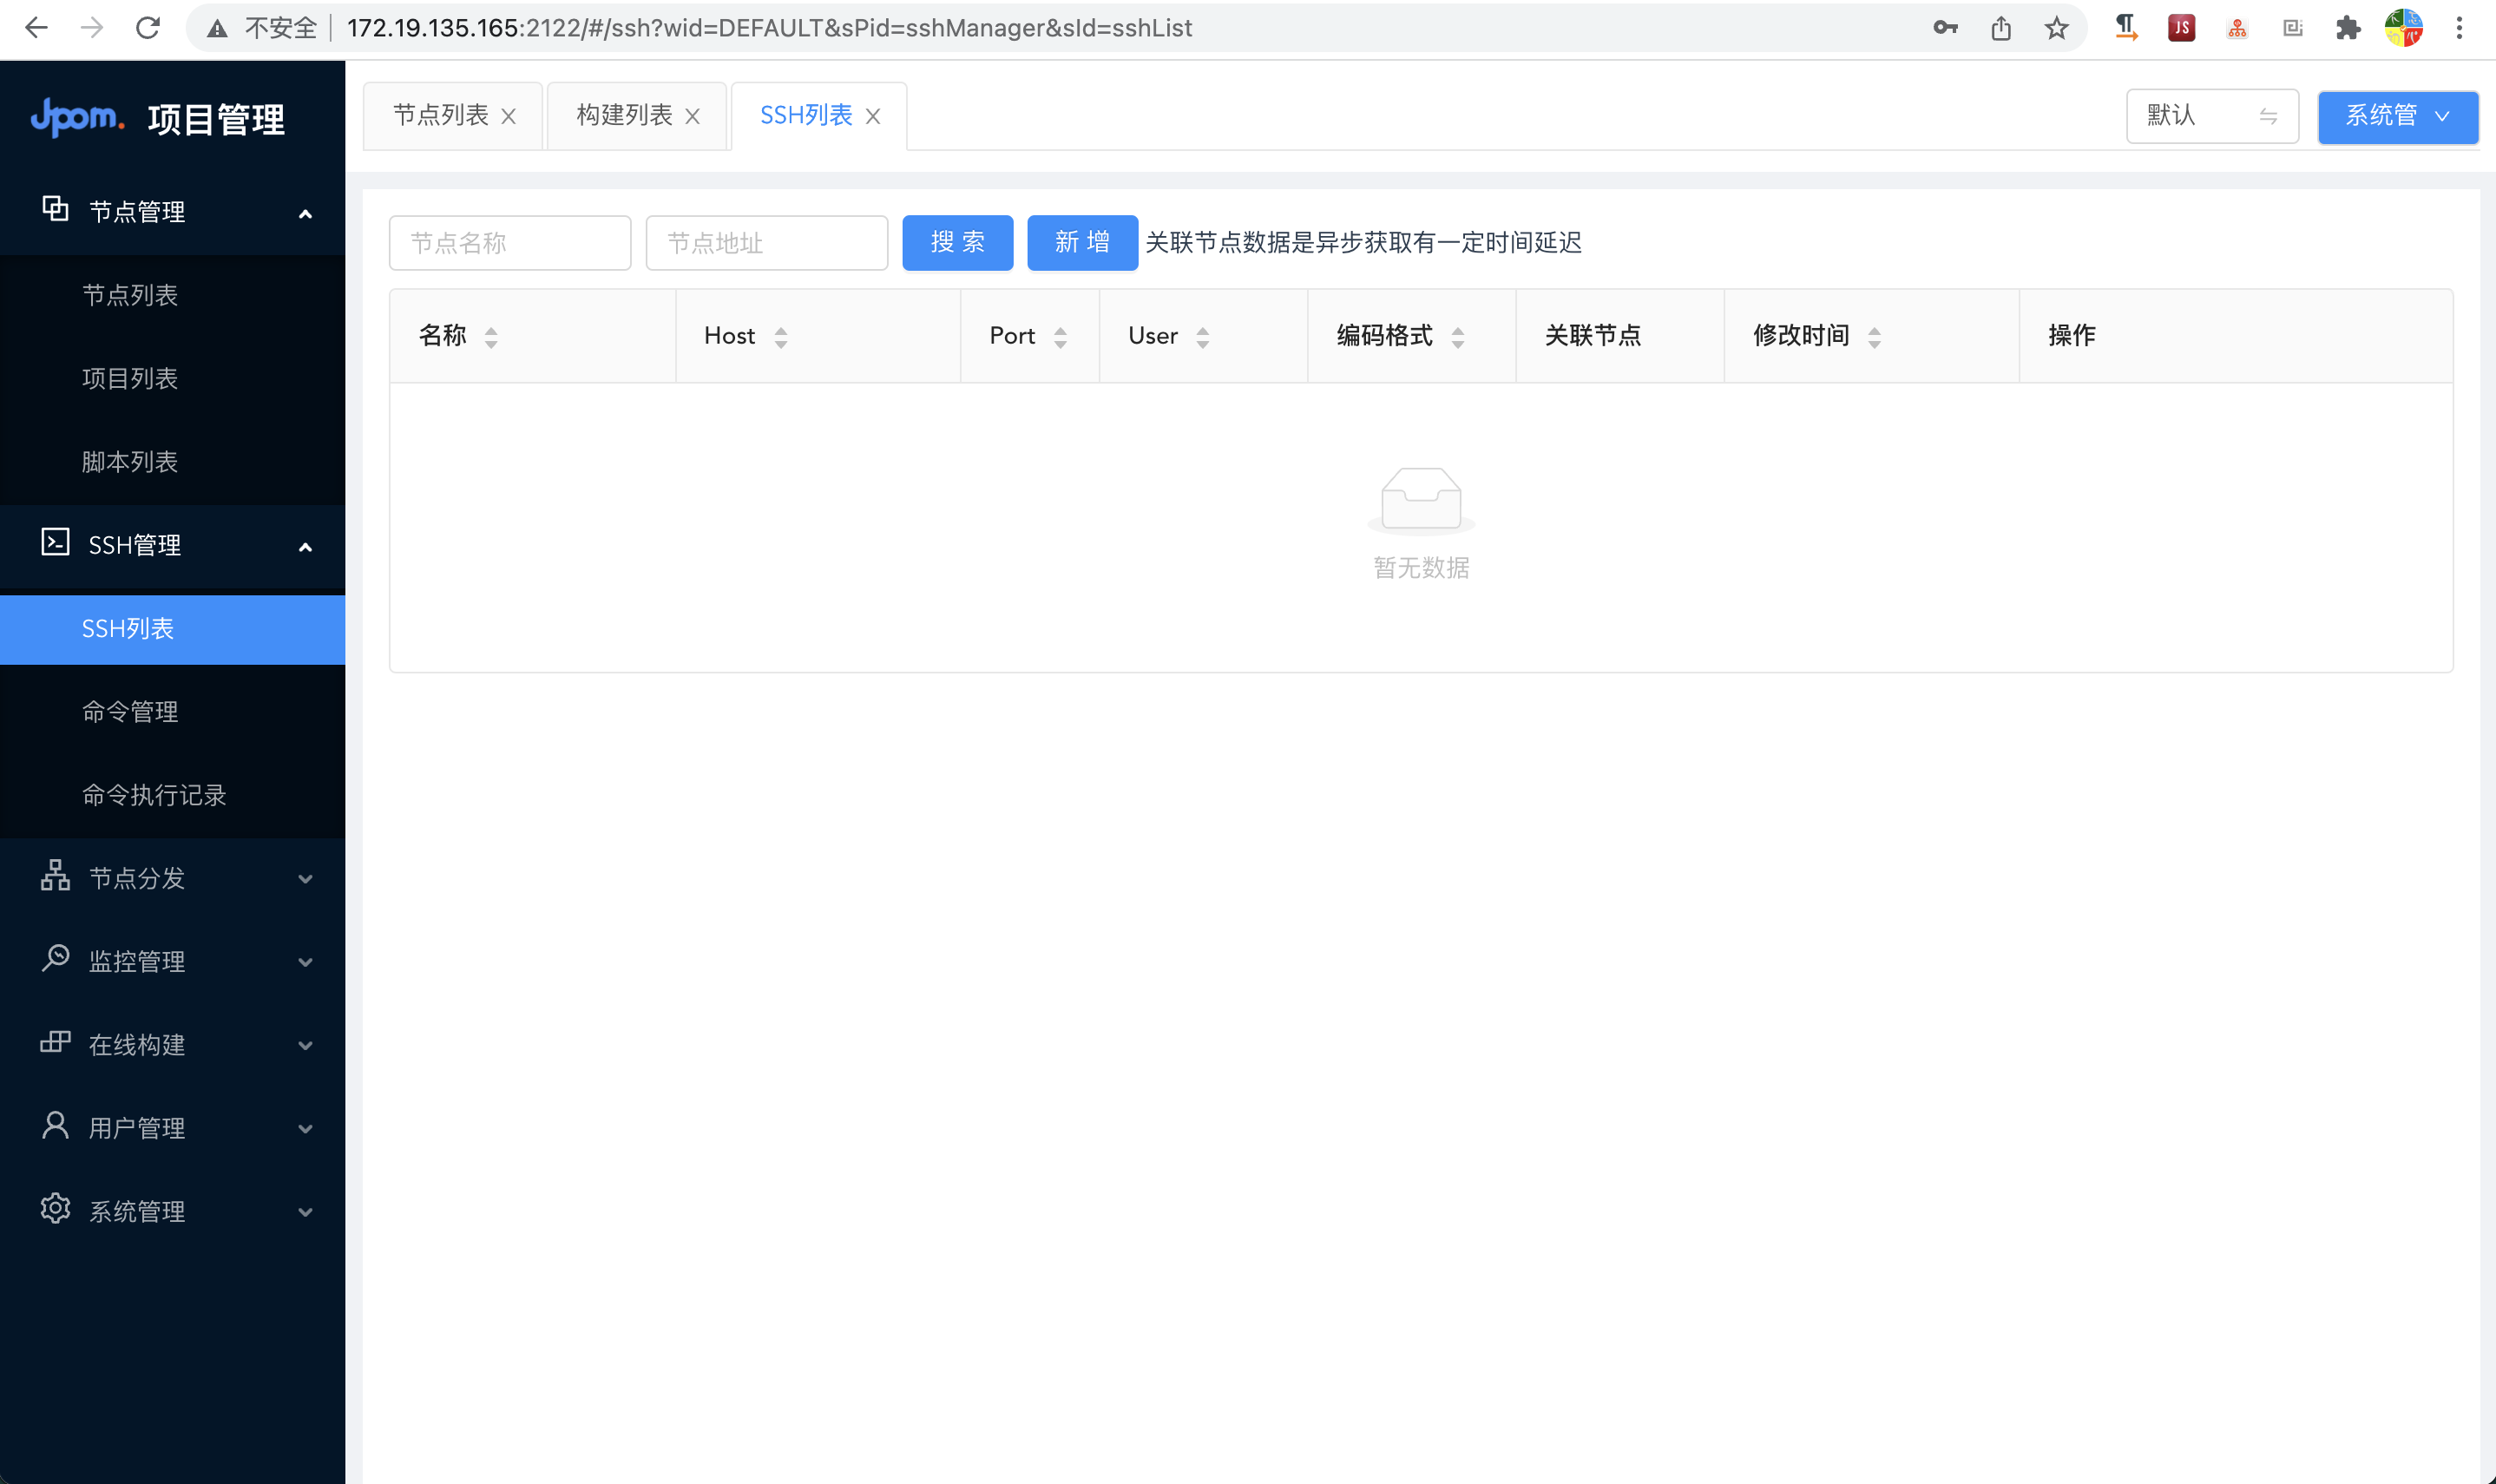 不安全 172.19.135.165:2122/#/ssh?wid=DEFAULT&sPid=sshManager&sId=sshList
JS
Jpom. 项目管理
节点列表 构建列表 SSH列表
默认 系统管
节点管理
节点列表
项目列表
脚本列表
SSH管理
SSH列表
命令管理
命令执行记录
节点分发
监控管理
在线构建
用户管理
系统管理
节点名称 节点地址 搜索 新增 关联节点数据是异步获取有一定时间延迟
名称 Host Port User 编码格式 关联节点 修改时间 操作
暂无数据